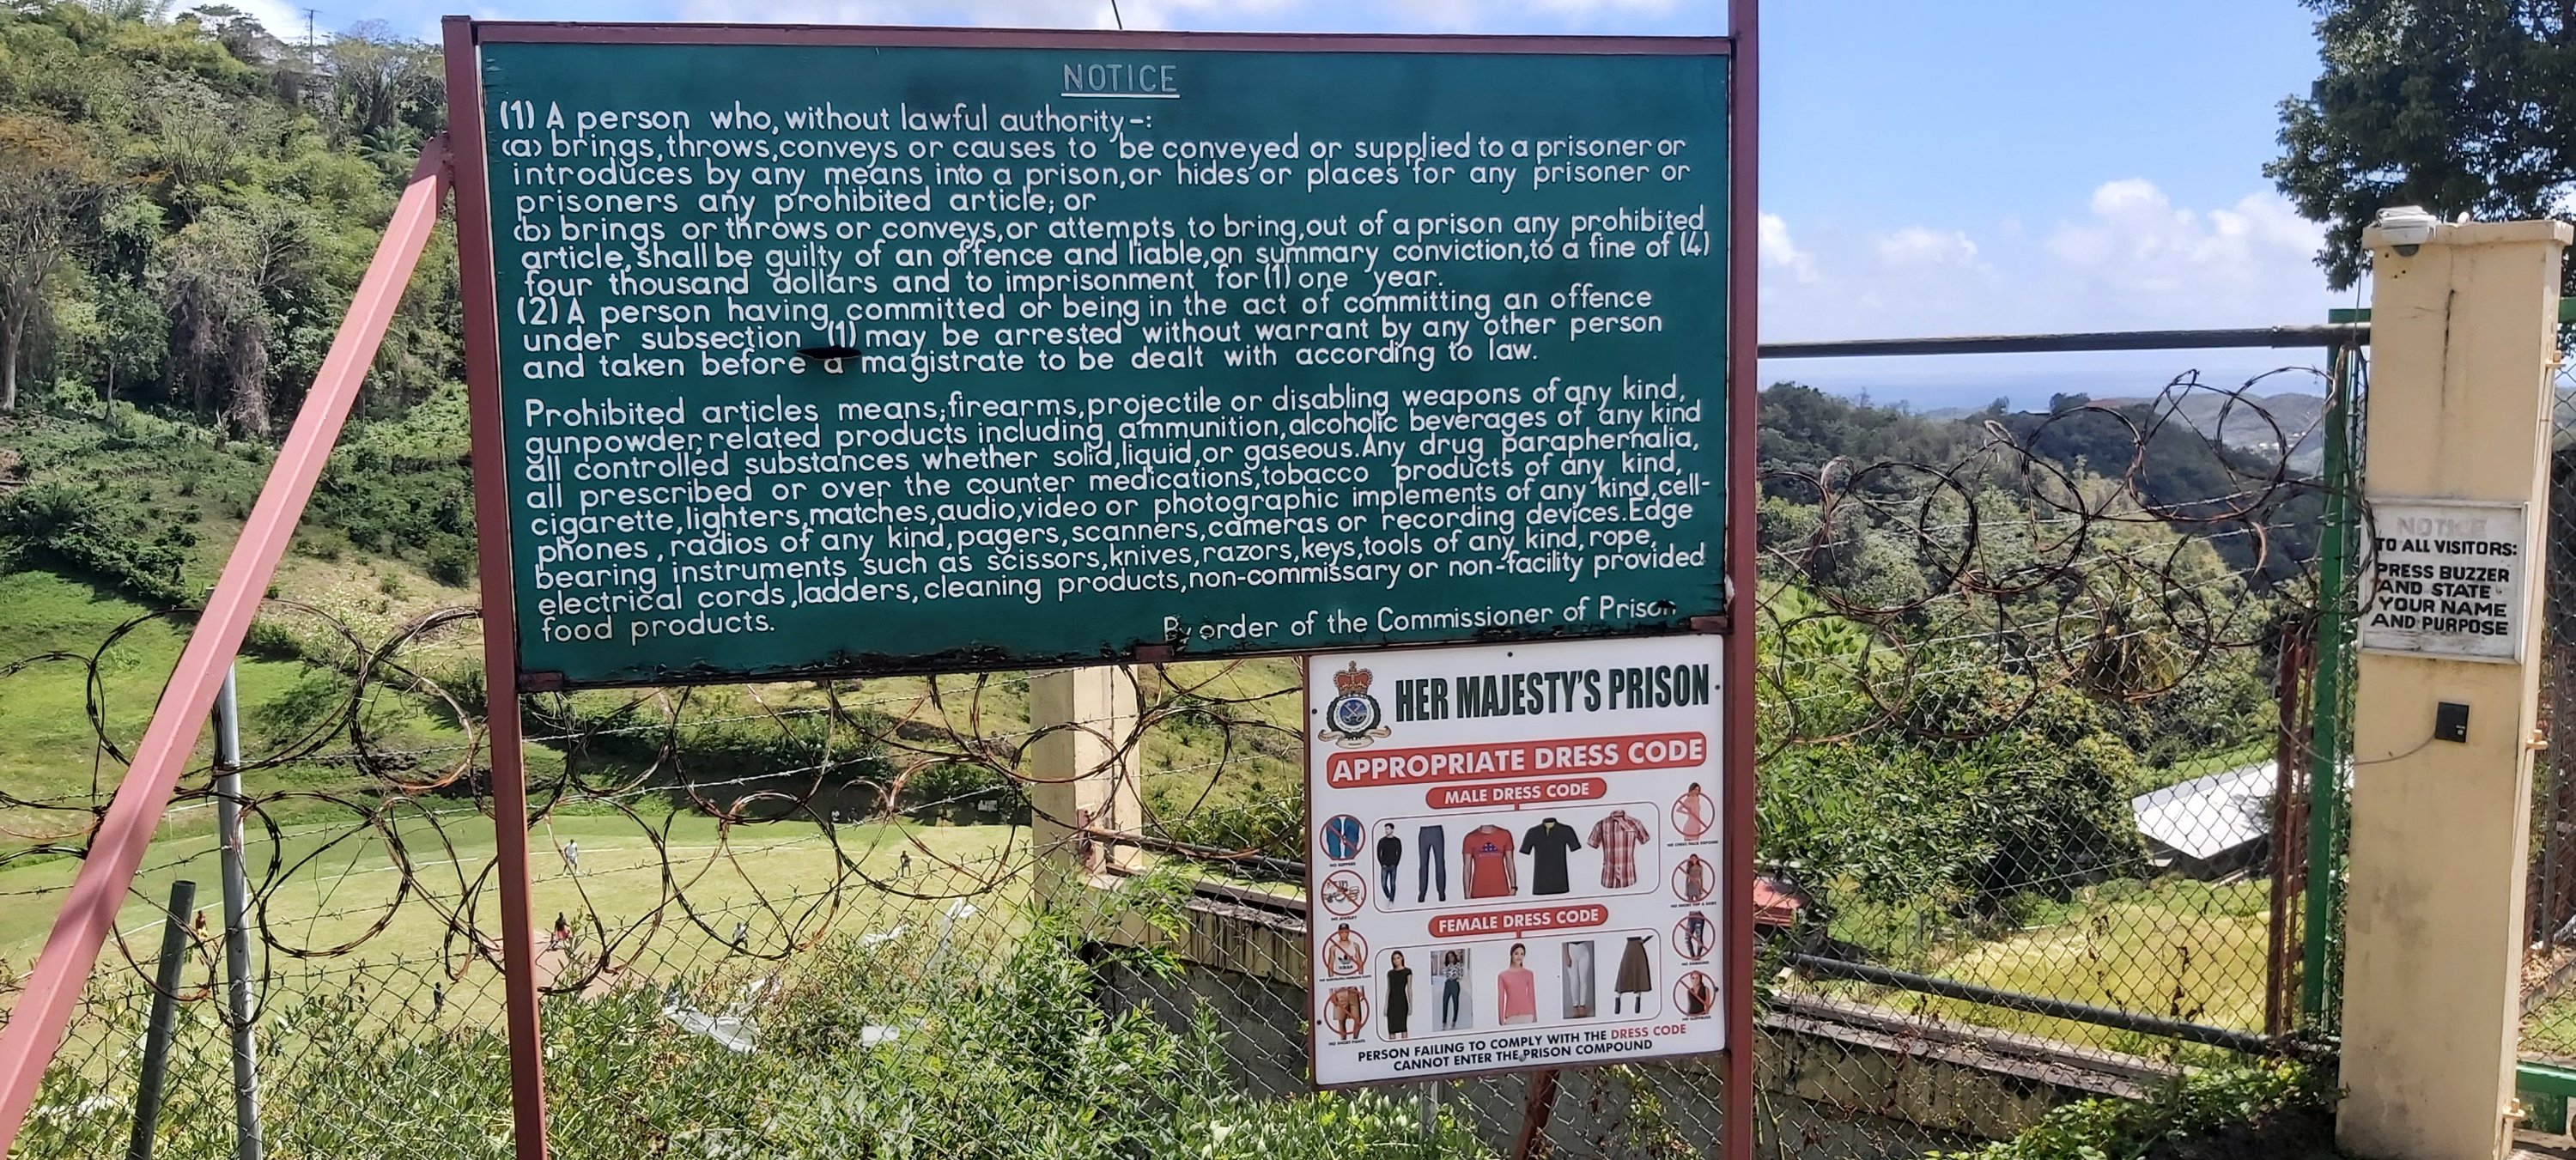 NOTICE
(1) A person who, without lawful authority-:
(a) brings, throws, conveys or causes to be conveyed or supplied to a prisoner or
introduces by any means into a prison, or hides or places for any prisoner or
prisoners any prohibited article; or
(b) brings or throws or conveys, or attempts to bring, out of a prison any prohibited
article, shall be guilty of an offence and liable, on summary conviction, to a fine of (4)
four thousand dollars and to imprisonment for (1) one year.
(2) A person having committed or being in the act of committing an offence
under subsection (1) may be arrested without warrant by any other person
and taken before a magistrate to be dealt with according to law.
Prohibited articles means; firearms, projectile or disabling weapons of any kind,
gunpowder, related products including ammunition, alcoholic beverages of any kind
all controlled substances whether solid, liquid, or gaseous. Any drug paraphernalia,
all prescribed or over the counter medications, tobacco products of any kind,
cigarette, lighters, matches, audio, video or photographic implements of any kind, cell-
phones, radios of any kind, pagers, scanners, cameras or recording devices. Edge
bearing instruments such as scissors, knives, razors, keys, tools of any kind, rope,
electrical cords, ladders, cleaning products, non-commissary or non-facility provided
food products.
By order of the Commissioner of Prison
HER MAJESTY'S PRISON
APPROPRIATE DRESS CODE
MALE DRESS CODE
NO SLIPPERS
NO JEWELRY
NO SHORT PANTS
FEMALE DRESS CODE
NO SLEEVELESS
PERSON FAILING TO COMPLY WITH THE DRESS CODE
CANNOT ENTER THE PRISON COMPOUND
NOTICE
TO ALL VISITORS:
PRESS BUZZER
AND STATE
YOUR NAME
AND PURPOSE